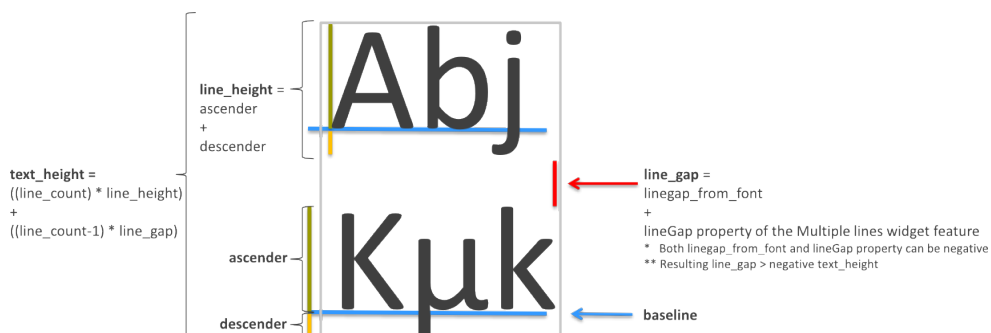 Abj
line_height =
ascender
+
descender
text_height =
((line_count) * line_height)
+
((line_count-1) * line_gap)
line_gap =
linegap_from_font
+
lineGap property of the Multiple lines widget feature
* Both linegap_from_font and lineGap property can be negative
** Resulting line_gap > negative text_height
Kµk
ascender
baseline
descender